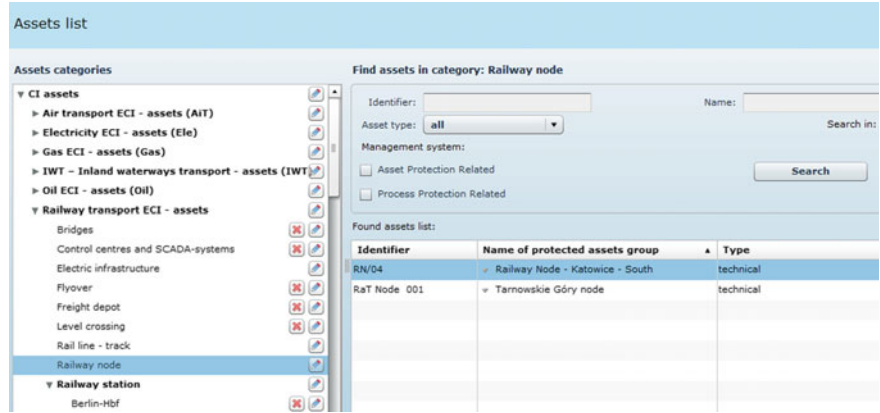 Assets list
Assets categories
CI assets
Air transport ECI - assets (AiT)
Electricity ECI - assets (Ele)
Gas ECI - assets (Gas)
IWT – Inland waterways transport - assets (IWT)
Oil ECI - assets (Oil)
Railway transport ECI - assets
Bridges
Control centres and SCADA-systems
Electric infrastructure
Flyover
Freight depot
Level crossing
Rail line - track
Railway node
Railway station
Berlin-Hbf
Find assets in category: Railway node
Identifier: Name:
Asset type: all Search in:
Management system:
Asset Protection Related
Search
Process Protection Related
Found assets list:
Identifier Name of protected assets group Type
RN/04 Railway Node - Katowice - South technical
RaT Node 001 Tarnowskie Góry node technical